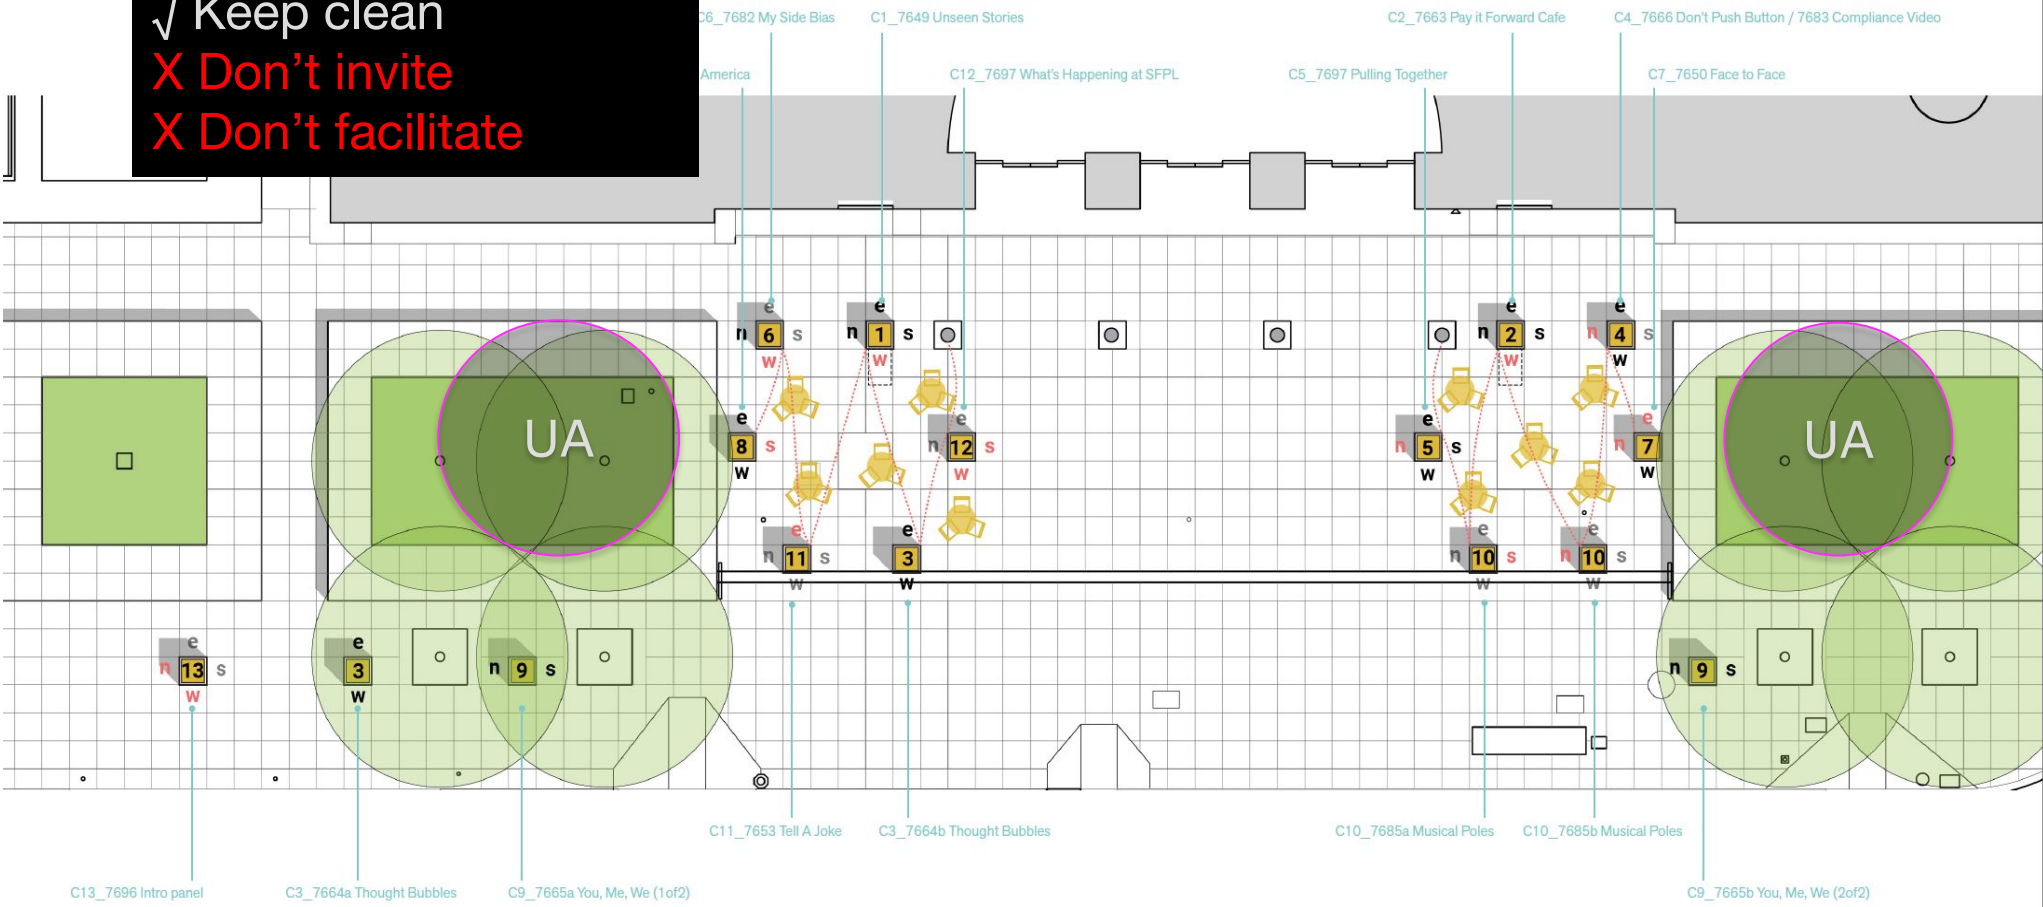 √ Keep clean
X Don't invite
X Don't facilitate
C6_7682 My Side Bias
C1_7649 Unseen Stories
C2_7663 Pay it Forward Cafe
C4_7666 Don't Push Button / 7683 Compliance Video
America
C12_7697 What's Happening at SFPL
C5_7697 Pulling Together
C7_7650 Face to Face
e
n 6 s
w
e
n 1 s
w
e
n 2 s
w
e
n 4 s
w
UA
e
8 s
w
e
n 12 s
w
e
n 5 s
w
e
n 7
w
UA
e
n 11 s
w
e
3
w
e
n 10 s
w
e
n 10 s
w
e
n 13 s
w
e
3
w
n 9 s
n 9 s
C11_7653 Tell A Joke
C3_7664b Thought Bubbles
C10_7685a Musical Poles
C10_7685b Musical Poles
C13_7696 Intro panel
C3_7664a Thought Bubbles
C9_7665a You, Me, We (1of2)
C9_7665b You, Me, We (2of2)